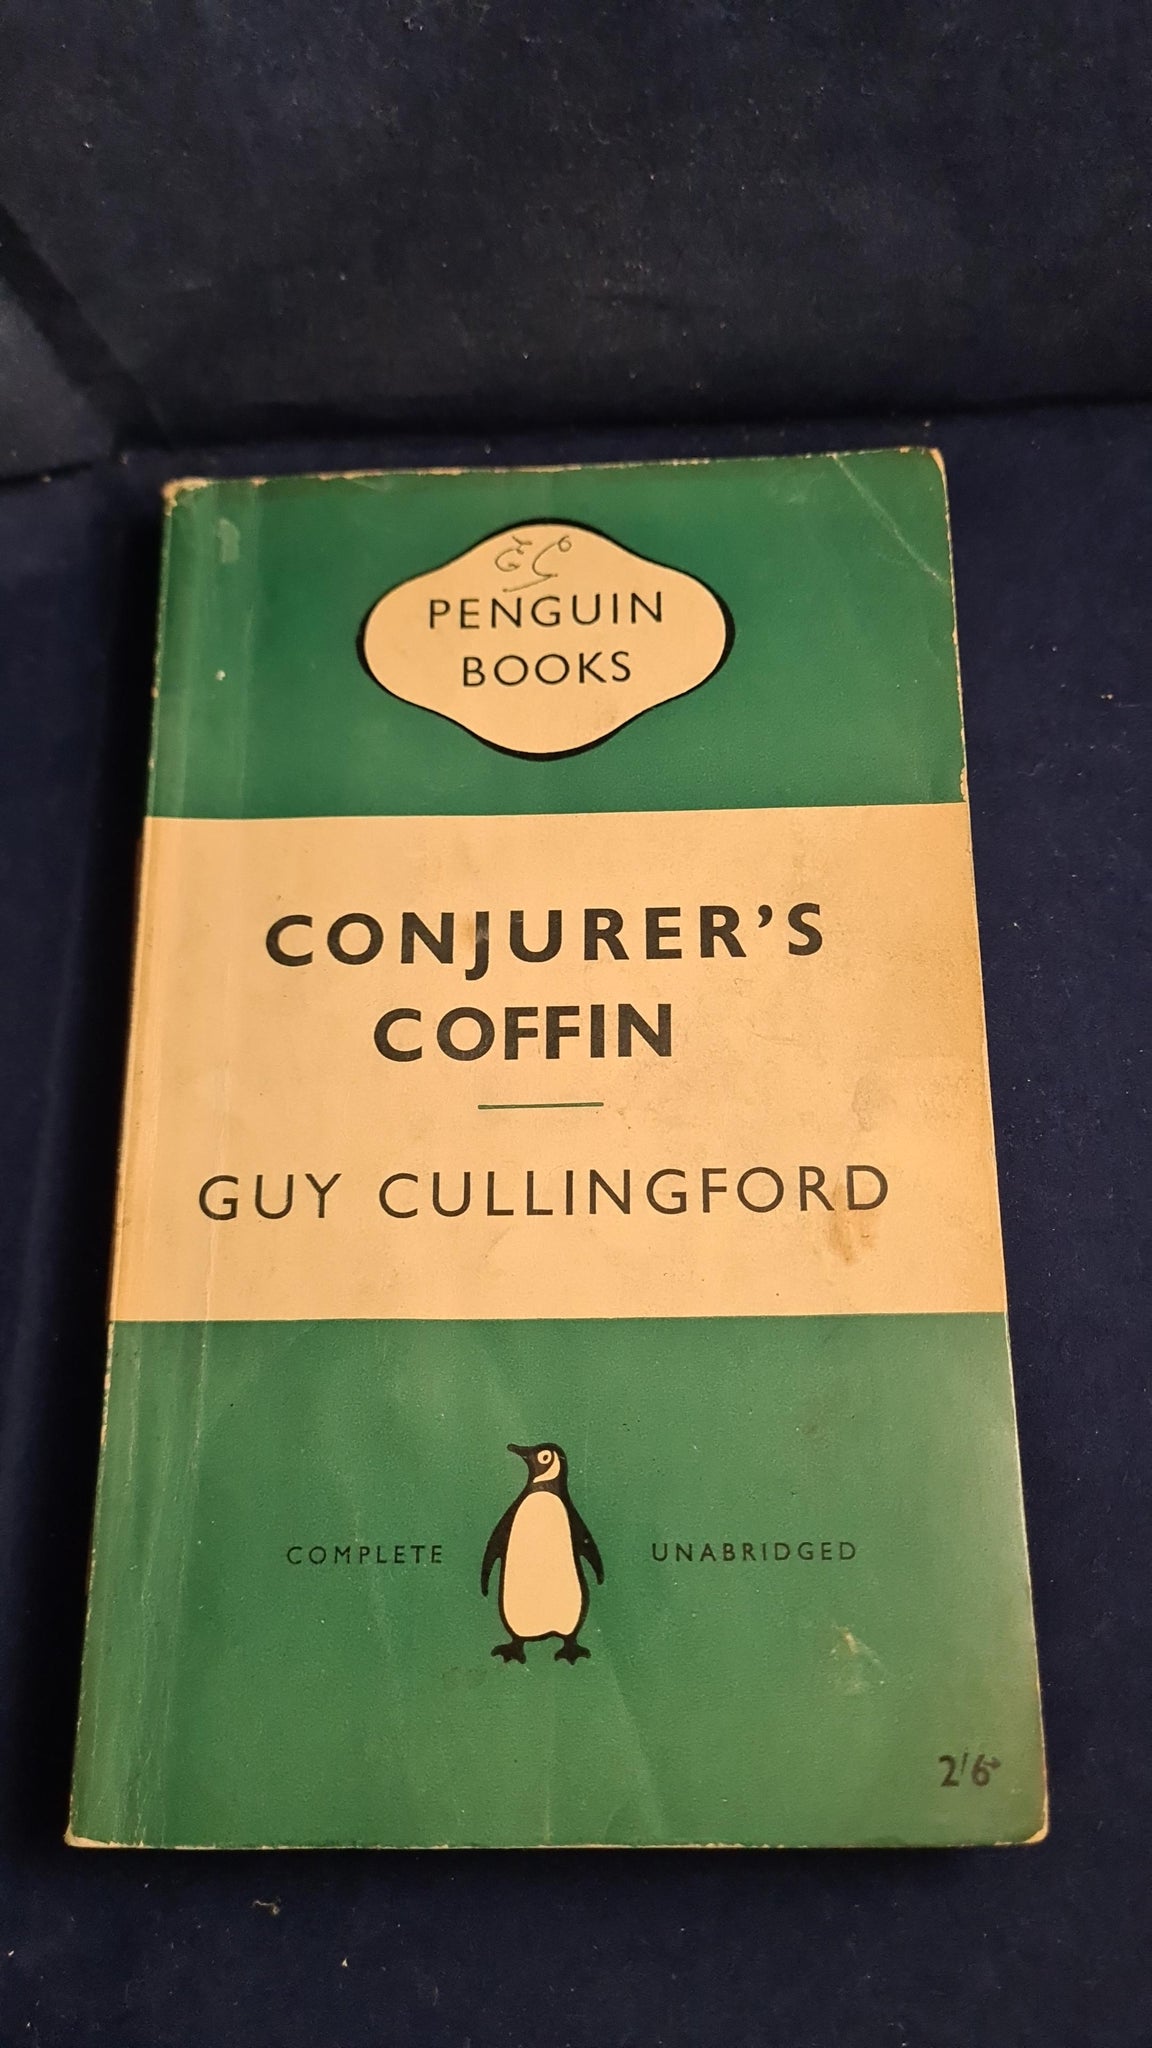 PENGUIN
BOOKS
CONJURER'S
COFFIN
GUY CULLINGFORD
COMPLETE UNABRIDGED
2/6